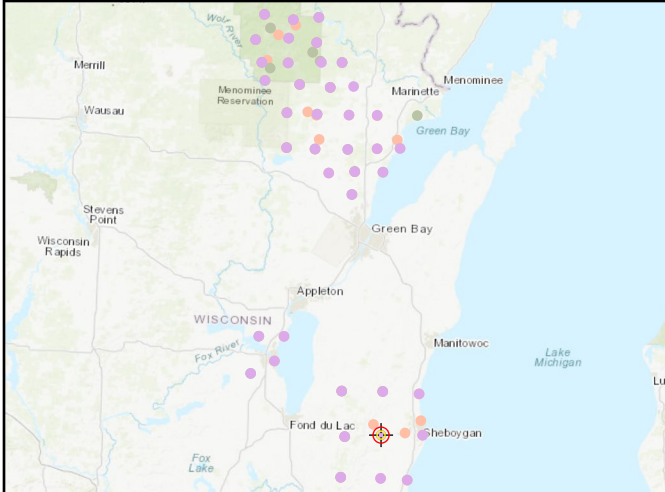 Wolf
River
Merrill
Menominee
Marinette
Menominee
Reservation
Wausau
Green Bay
Stevens
Point
Green Bay
Wisconsin
Rapids
Appleton
WISCONSIN
Manitowoc
Fox River
Lake
Michigan
Lu
Fond du Lac
Sheboygan
Fox
Lake